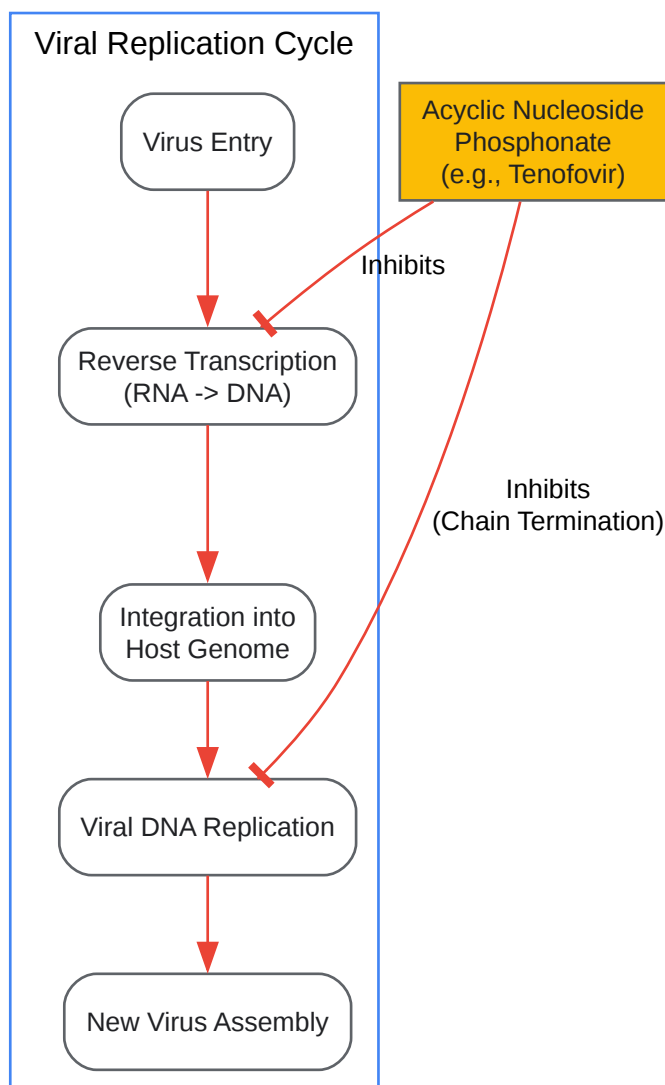 Viral Replication Cycle
Virus Entry
Acyclic Nucleoside
Phosphonate
(e.g., Tenofovir)
Inhibits
Reverse Transcription
(RNA -> DNA)
Inhibits
(Chain Termination)
Integration into
Host Genome
Viral DNA Replication
New Virus Assembly